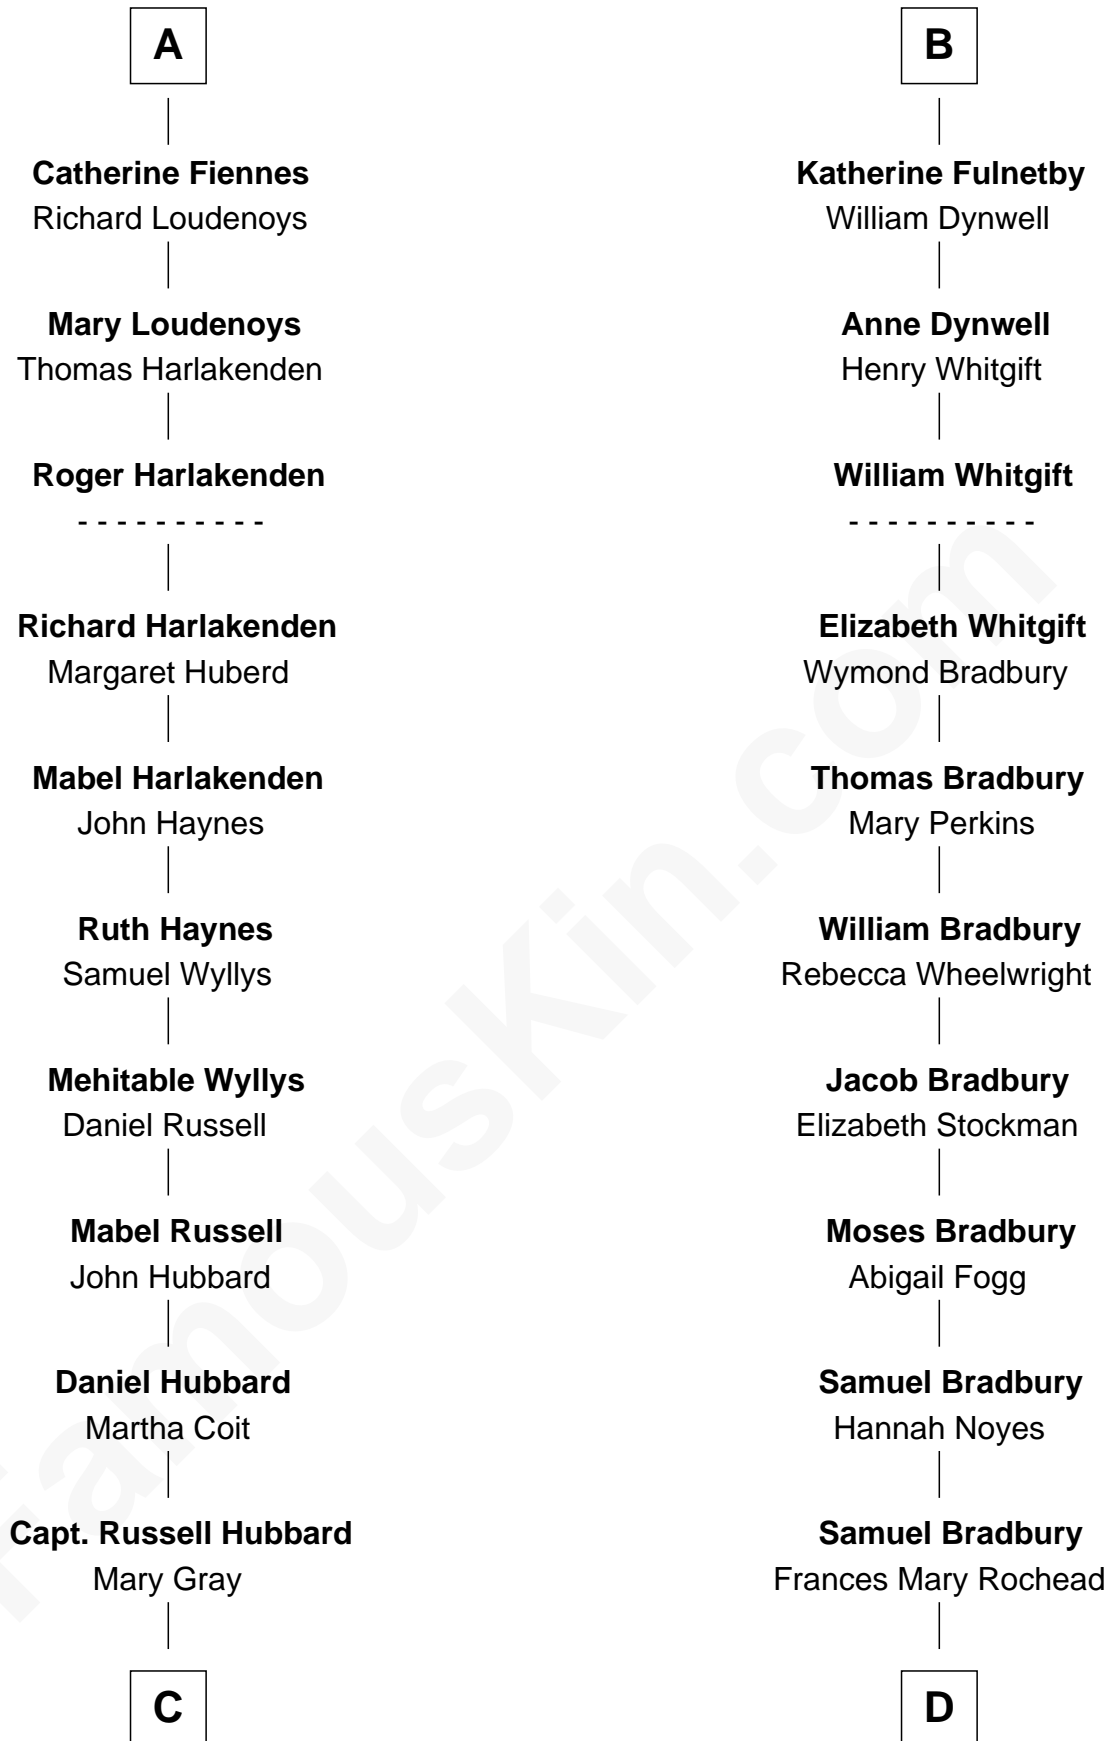 A
Catherine Fiennes
Richard Loudenoys
Mary Loudenoys
Thomas Harlakenden
Roger Harlakenden
- - - - - - - - - -
Richard Harlakenden
Margaret Huberd
Mabel Harlakenden
John Haynes
Ruth Haynes
Samuel Wyllys
Mehitable Wyllys
Daniel Russell
Mabel Russell
John Hubbard
Daniel Hubbard
Martha Coit
Capt. Russell Hubbard
Mary Gray
C
B
Katherine Fulnetby
William Dynwell
Anne Dynwell
Henry Whitgift
William Whitgift
- - - - - - - - - -
Elizabeth Whitgift
Wymond Bradbury
Thomas Bradbury
Mary Perkins
William Bradbury
Rebecca Wheelwright
Jacob Bradbury
Elizabeth Stockman
Moses Bradbury
Abigail Fogg
Samuel Bradbury
Hannah Noyes
Samuel Bradbury
Frances Mary Rochead
D
FamousKin.com